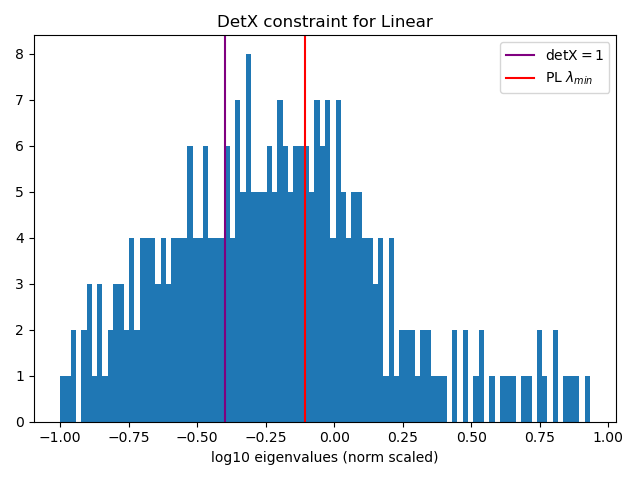 DetX constraint for Linear
detX = 1
PL λmin
8
7
6
5
4
3
2
1
0
−1.00 −0.75 −0.50 −0.25 0.00 0.25 0.50 0.75 1.00
log10 eigenvalues (norm scaled)